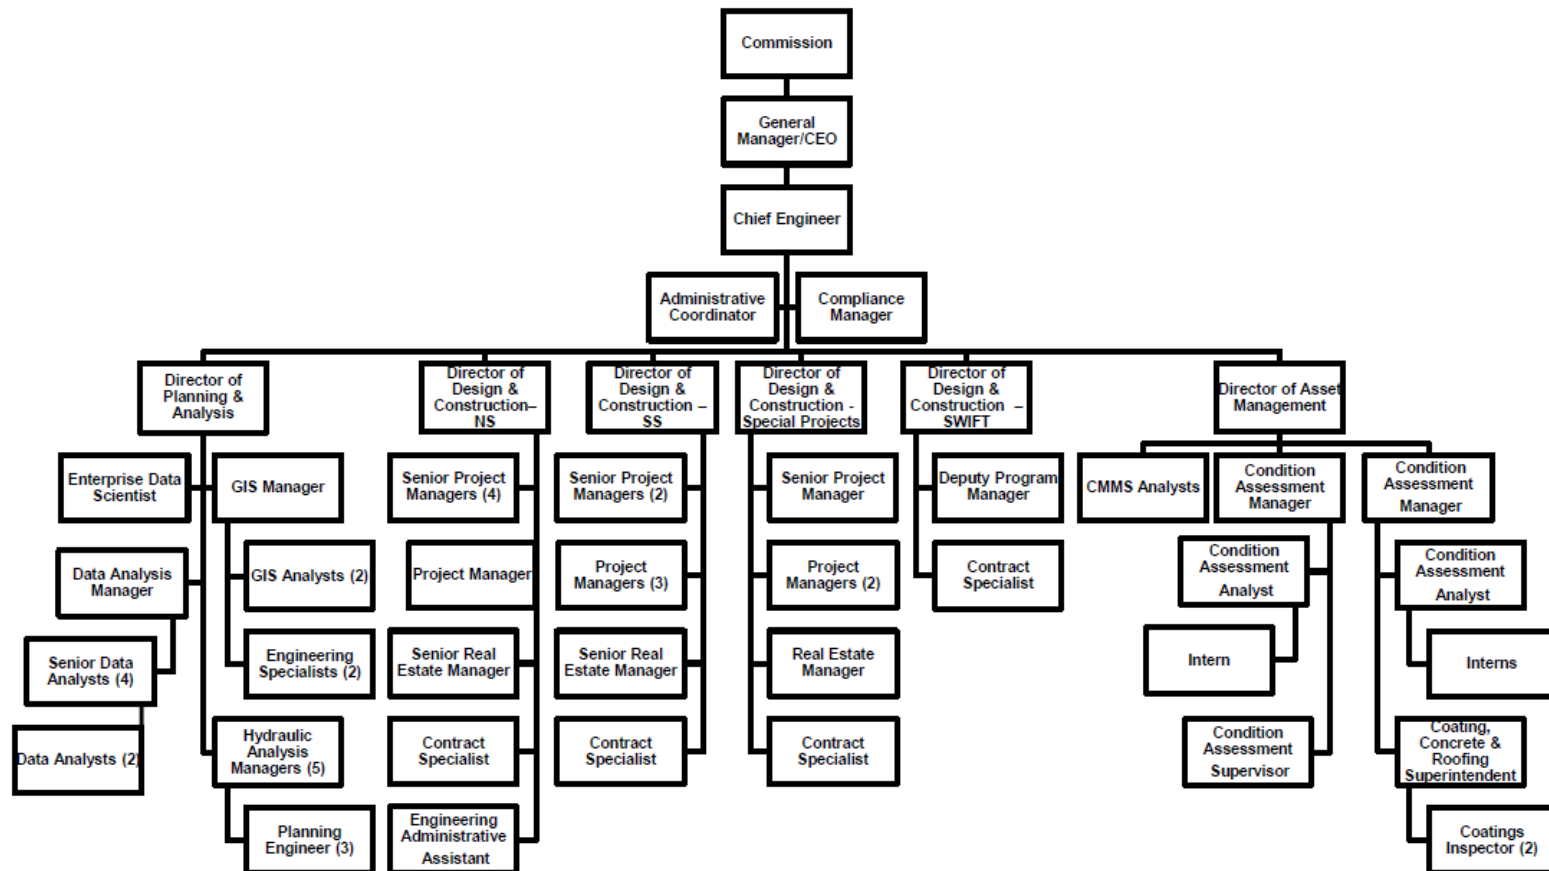 Commission
General
Manager/CEO
Chief Engineer
Administrative
Coordinator
Compliance
Manager
Director of
Planning &
Analysis
Director of
Design &
Construction–
NS
Director of
Design &
Construction –
SS
Director of
Design &
Construction -
Special Projects
Director of
Design &
Construction –
SWIFT
Director of Asset
Management
Enterprise Data
Scientist
GIS Manager
Data Analysis
Manager
GIS Analysts (2)
Senior Data
Analysts (4)
Engineering
Specialists (2)
Data Analysts (2)
Hydraulic
Analysis
Managers (5)
Planning
Engineer (3)
Senior Project
Managers (4)
Project Manager
Senior Real
Estate Manager
Contract
Specialist
Engineering
Administrative
Assistant
Senior Project
Managers (2)
Project
Managers (3)
Senior Real
Estate Manager
Contract
Specialist
Senior Project
Manager
Project
Managers (2)
Real Estate
Manager
Contract
Specialist
Deputy Program
Manager
Contract
Specialist
CMMS Analysts
Condition
Assessment
Manager
Condition
Assessment
Analyst
Intern
Condition
Assessment
Supervisor
Condition
Assessment
Manager
Condition
Assessment
Analyst
Interns
Coating,
Concrete &
Roofing
Superintendent
Coatings
Inspector (2)